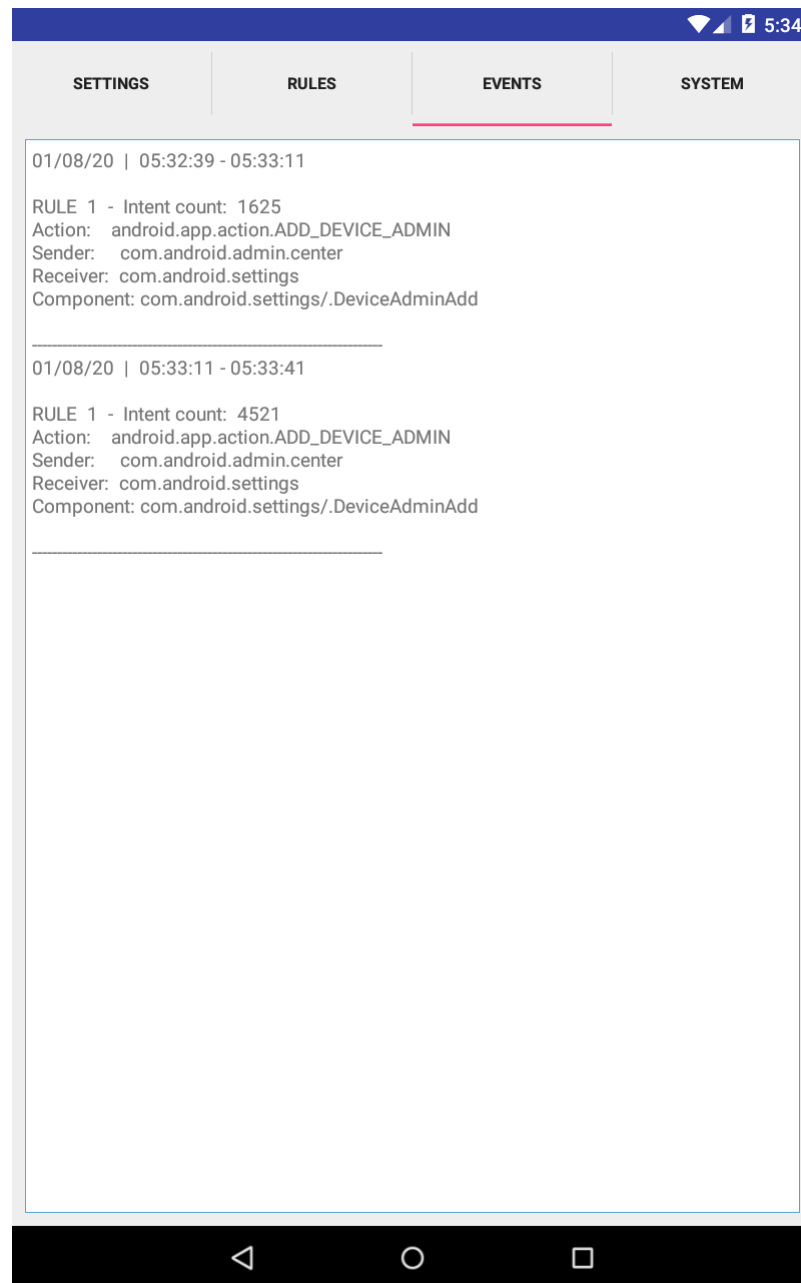 5:34
SETTINGS RULES EVENTS SYSTEM
01/08/20 | 05:32:39 - 05:33:11
RULE 1 - Intent count: 1625
Action: android.app.action.ADD_DEVICE_ADMIN
Sender: com.android.admin.center
Receiver: com.android.settings
Component: com.android.settings/.DeviceAdminAdd
01/08/20 | 05:33:11 - 05:33:41
RULE 1 - Intent count: 4521
Action: android.app.action.ADD_DEVICE_ADMIN
Sender: com.android.admin.center
Receiver: com.android.settings
Component: com.android.settings/.DeviceAdminAdd